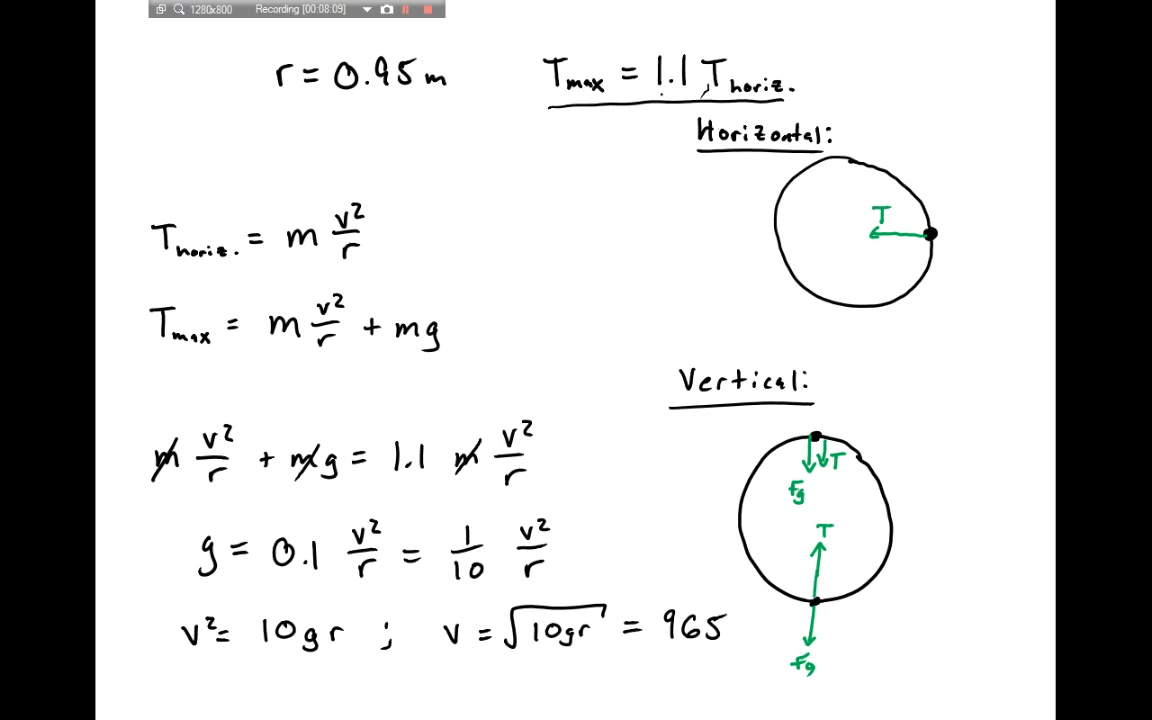 1280x800 Recording [00:08:09]
r = 0.95 m
Tmax = 1.1 Thoriz.
Horizontal:
T
Thoriz. = m v²/r
Tmax = m v²/r + mg
Vertical:
m v²/r + mg = 1.1 m v²/r
T
Fg
T
g = 0.1 v²/r = 1/10 v²/r
v² = 10gr ; v = √10gr = 965
Fg